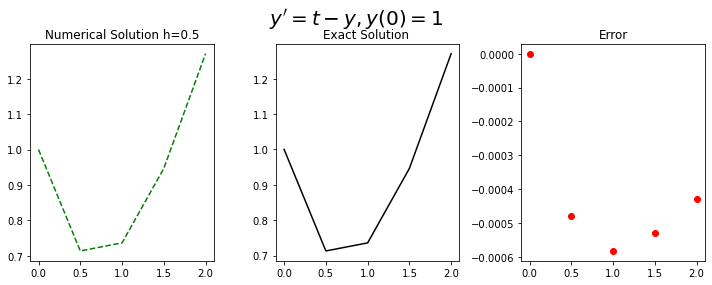 y′ = t − y, y(0) = 1
Numerical Solution h=0.5
Exact Solution
Error
1.2
1.1
1.0
0.9
0.8
0.7
0.0 0.5 1.0 1.5 2.0
1.2
1.1
1.0
0.9
0.8
0.7
0.0 0.5 1.0 1.5 2.0
0.0000
−0.0001
−0.0002
−0.0003
−0.0004
−0.0005
−0.0006
0.0 0.5 1.0 1.5 2.0